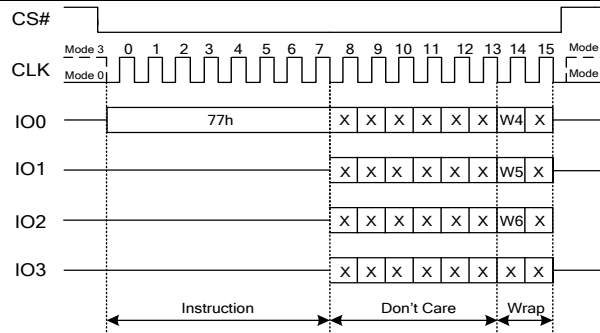 CS#
Mode 3 0 1 2 3 4 5 6 7 8 9 10 11 12 13 14 15 Mode
CLK
Mode 0 Mode
IO0 77h X X X X X X W4 X
IO1 X X X X X X W5 X
IO2 X X X X X X W6 X
IO3 X X X X X X X X
Instruction Don't Care Wrap